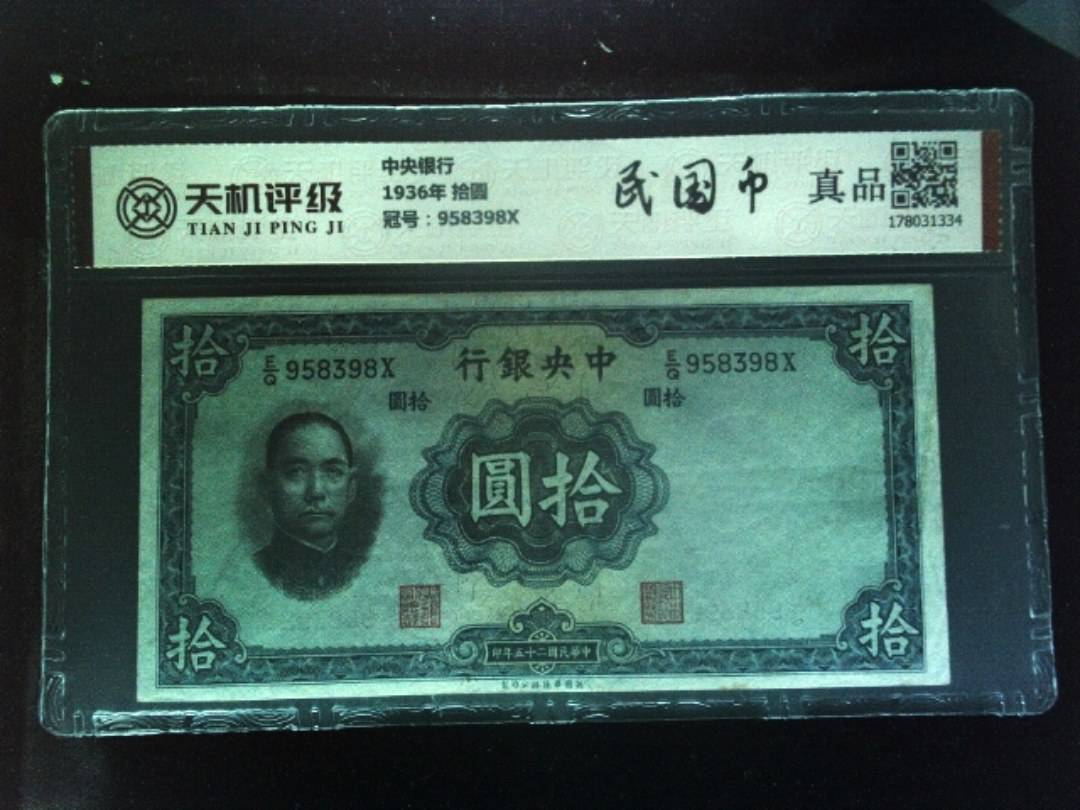 天机评级
TIAN JI PING JI
中央银行
1936年 拾圓
冠号：958398X
民国币
真品
178031334
拾
拾
E/Q 958398X
行銀央中
E/Q 958398X
圓拾
圓拾
圓拾
拾
拾
印年五十二國民華中